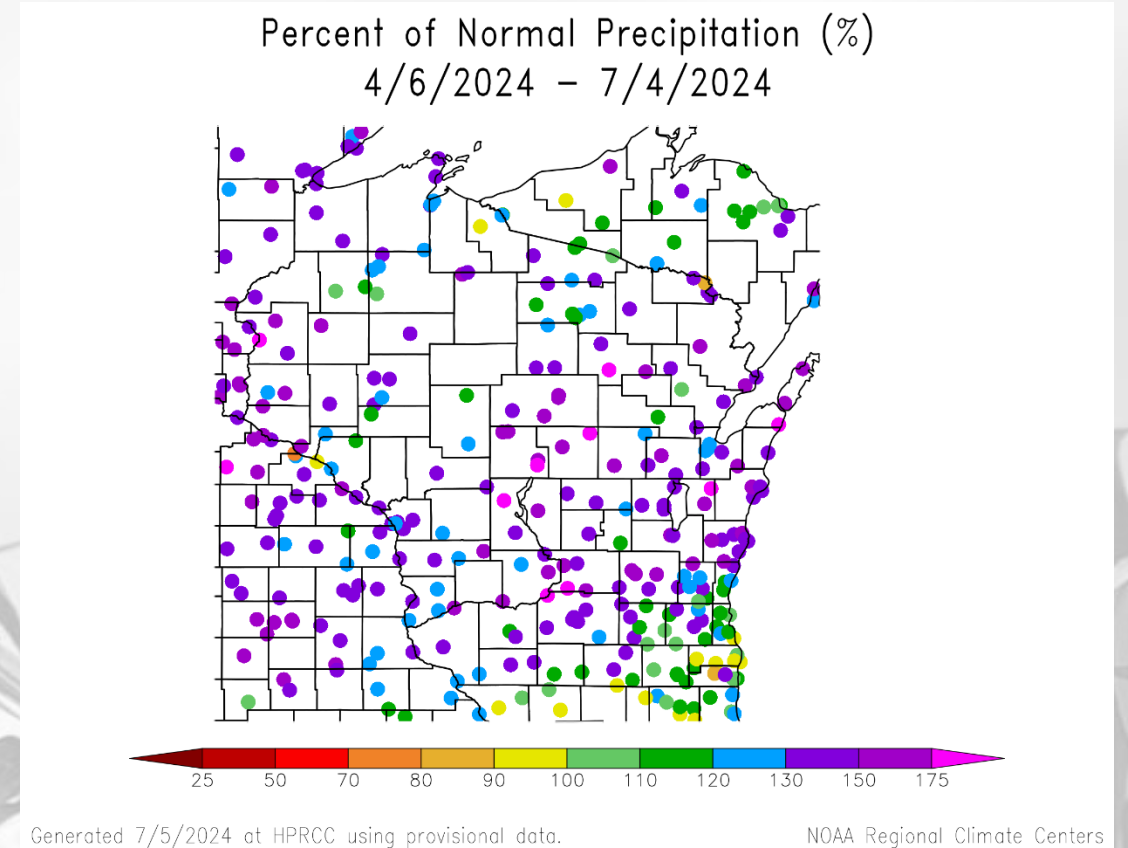 Percent of Normal Precipitation (%)
4/6/2024 – 7/4/2024
25 50 70 80 90 100 110 120 130 150 175
Generated 7/5/2024 at HPRCC using provisional data.
NOAA Regional Climate Centers